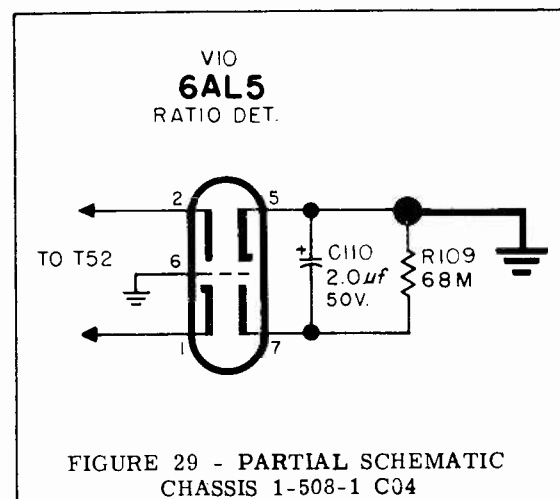 V10
6AL5
RATIO DET.
2
5
TO T52
6
+
C110
2.0µf
50V.
R109
68M
1
7
FIGURE 29 - PARTIAL SCHEMATIC
CHASSIS 1-508-1 C04